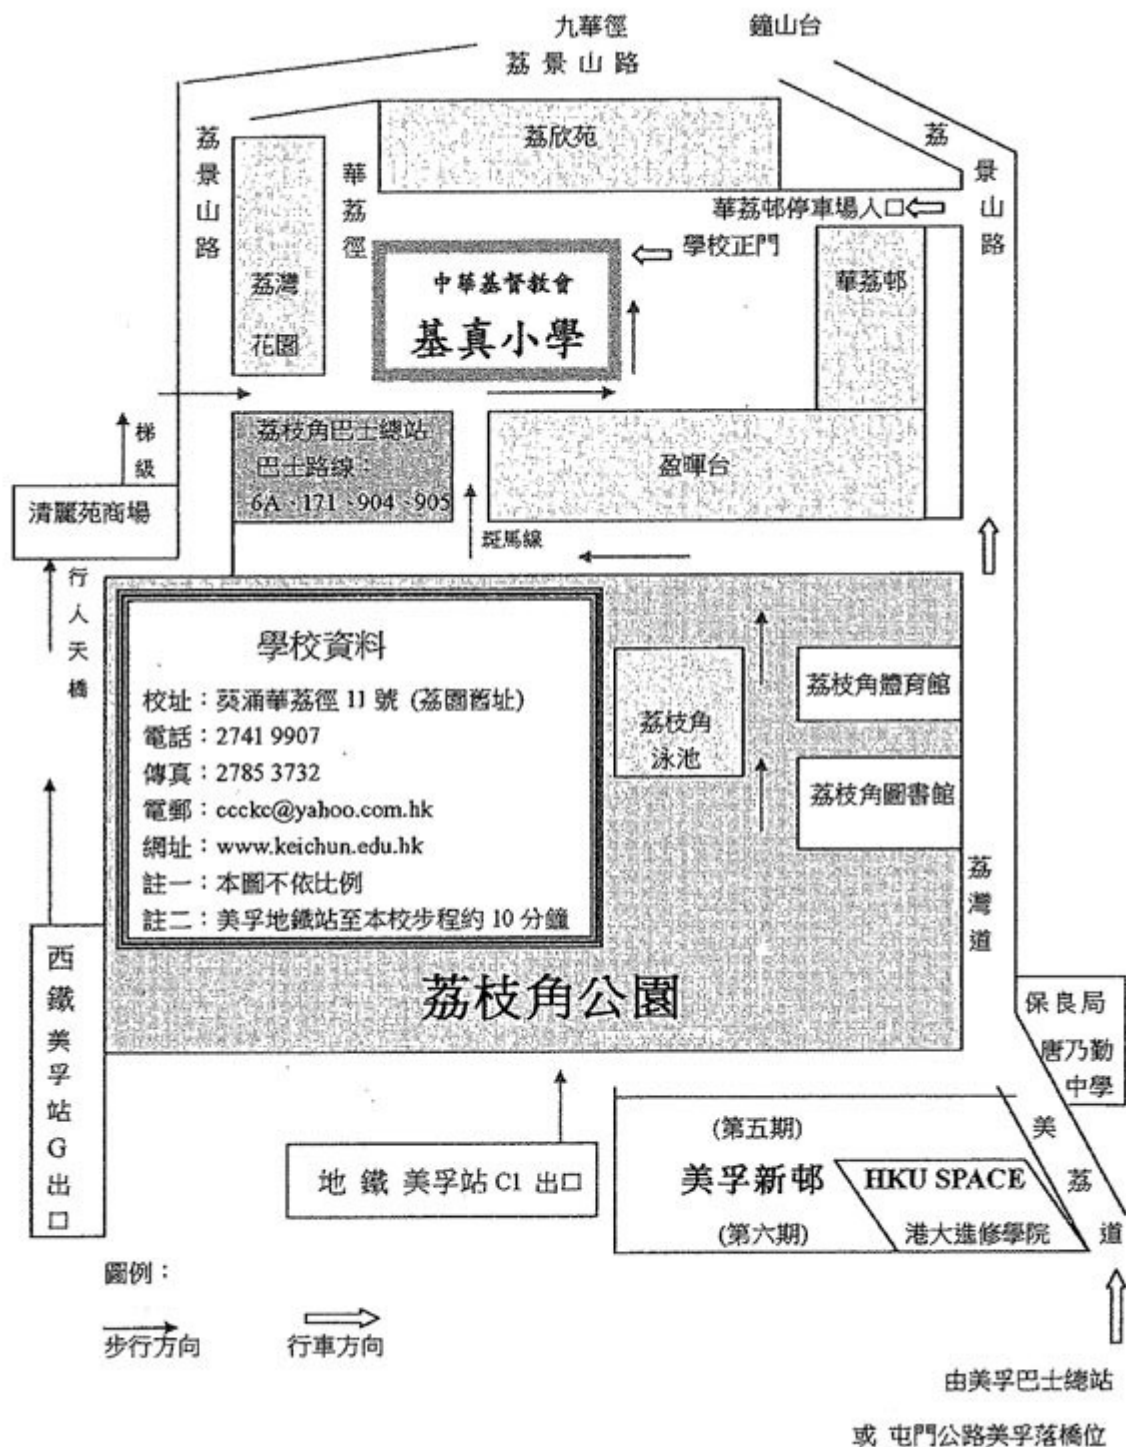 九華徑
鐘山台
荔景山路
荔景山路
荔灣
花園
華荔徑
荔欣苑
荔景山路
華荔邨停車場入口
學校正門
中華基督教會
基真小學
華荔邨
梯級
荔枝角巴士總站
巴士路線：
6A、171、904、905
盈暉台
清麗苑商場
斑馬線
行人天橋
學校資料
校址：葵涌華荔徑 11 號 (荔園舊址)
電話：2741 9907
傳真：2785 3732
電郵：ccckc@yahoo.com.hk
網址：www.keichun.edu.hk
註一：本圖不依比例
註二：美孚地鐵站至本校步程約 10 分鐘
荔枝角
泳池
荔枝角體育館
荔枝角圖書館
荔灣道
荔枝角公園
西鐵美孚站G出口
保良局
唐乃勤
中學
地鐵 美孚站 C1 出口
(第五期)
美孚新邨
(第六期)
HKU SPACE
港大進修學院
美荔道
圖例：
步行方向
行車方向
由美孚巴士總站
或 屯門公路美孚落橋位